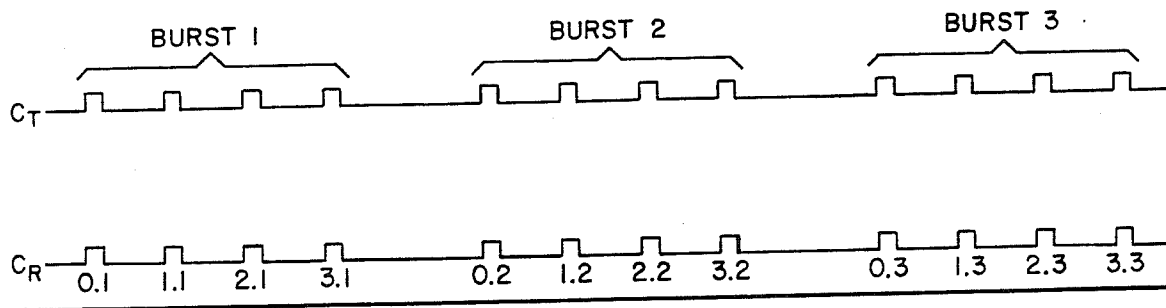 BURST 1 BURST 2 BURST 3
C_T
C_R
0.1 1.1 2.1 3.1 0.2 1.2 2.2 3.2 0.3 1.3 2.3 3.3